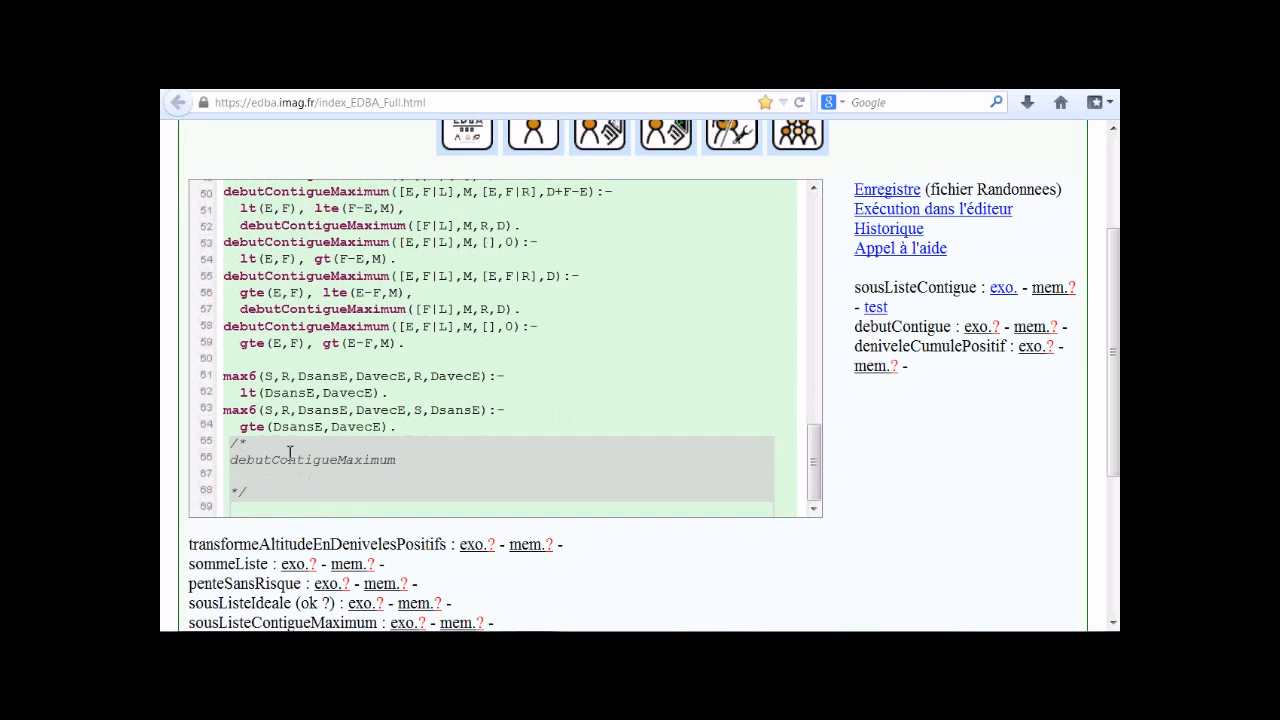 https://edba.imag.fr/index_EDBA_Full.html
Google
EDBA
50 debutContigueMaximum([E,F|L],M,[E,F|R],D+F-E):-
51 lt(E,F), lte(F-E,M),
52 debutContigueMaximum([F|L],M,R,D).
53 debutContigueMaximum([E,F|L],M,[],0):-
54 lt(E,F), gt(F-E,M).
55 debutContigueMaximum([E,F|L],M,[E,F|R],D):-
56 gte(E,F), lte(E-F,M),
57 debutContigueMaximum([F|L],M,R,D).
58 debutContigueMaximum([E,F|L],M,[],0):-
59 gte(E,F), gt(E-F,M).
60
61 max6(S,R,DsansE,DavecE,R,DavecE):-
62 lt(DsansE,DavecE).
63 max6(S,R,DsansE,DavecE,S,DsansE):-
64 gte(DsansE,DavecE).
65 /*
66 debutContigueMaximum
67
68 */
69
Enregistre (fichier Randonnees)
Exécution dans l'éditeur
Historique
Appel à l'aide
sousListeContigue : exo. - mem.?
- test
debutContigue : exo.? - mem.? -
deniveleCumulePositif : exo.? -
mem.? -
transformeAltitudeEnDenivelesPositifs : exo.? - mem.? -
sommeListe : exo.? - mem.? -
penteSansRisque : exo.? - mem.? -
sousListeIdeale (ok ?) : exo.? - mem.? -
sousListeContigueMaximum : exo.? - mem.? -